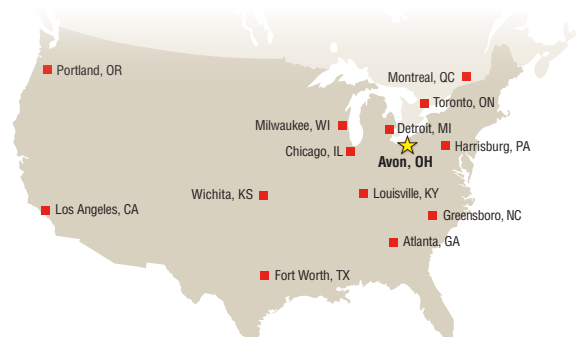 Portland, OR
Montreal, QC
Toronto, ON
Milwaukee, WI
Detroit, MI
Chicago, IL
Harrisburg, PA
Avon, OH
Wichita, KS
Louisville, KY
Los Angeles, CA
Greensboro, NC
Atlanta, GA
Fort Worth, TX